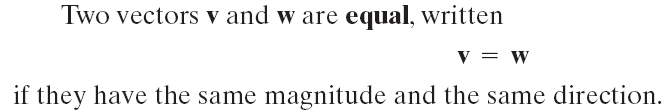 Two vectors v and w are equal, written
v = w
if they have the same magnitude and the same direction.